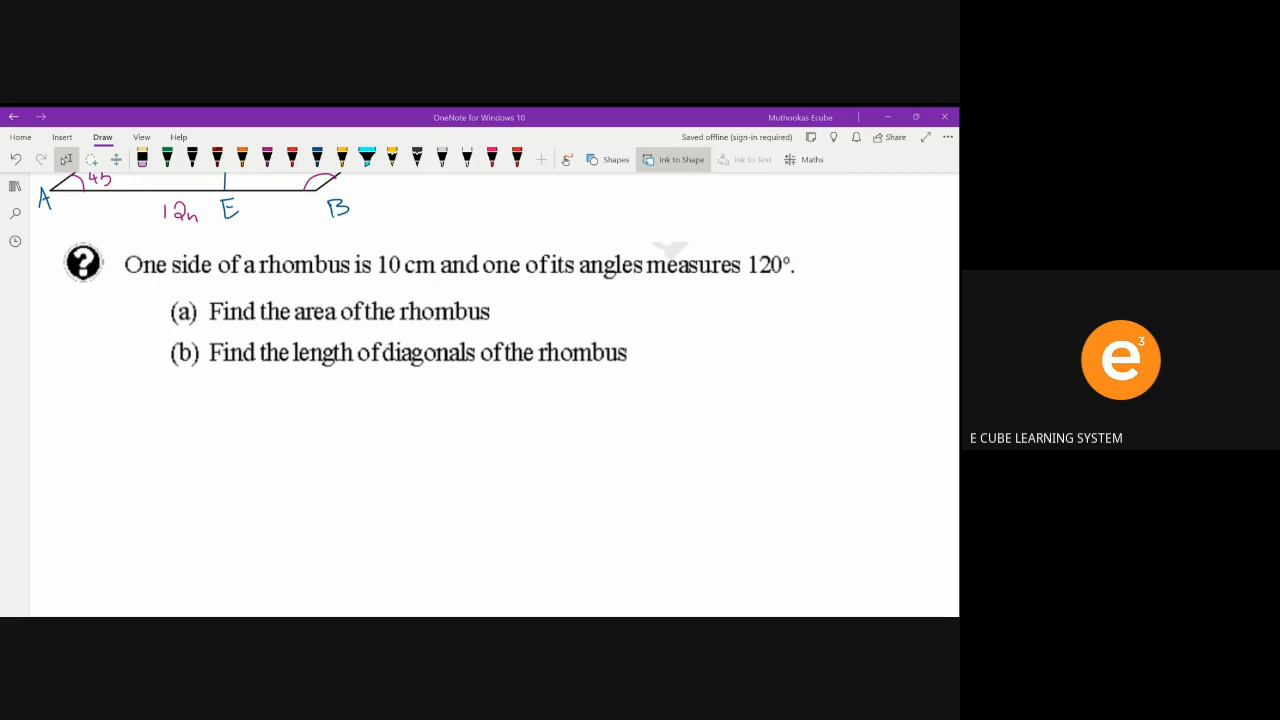 OneNote for Windows 10
Muthookas Ecube
Home Insert Draw View Help
Saved offline (sign-in required) Share
Shapes Ink to Shape Ink to Text Maths
45
A 12 E B
One side of a rhombus is 10 cm and one of its angles measures 120°.
(a) Find the area of the rhombus
(b) Find the length of diagonals of the rhombus
e3
E CUBE LEARNING SYSTEM